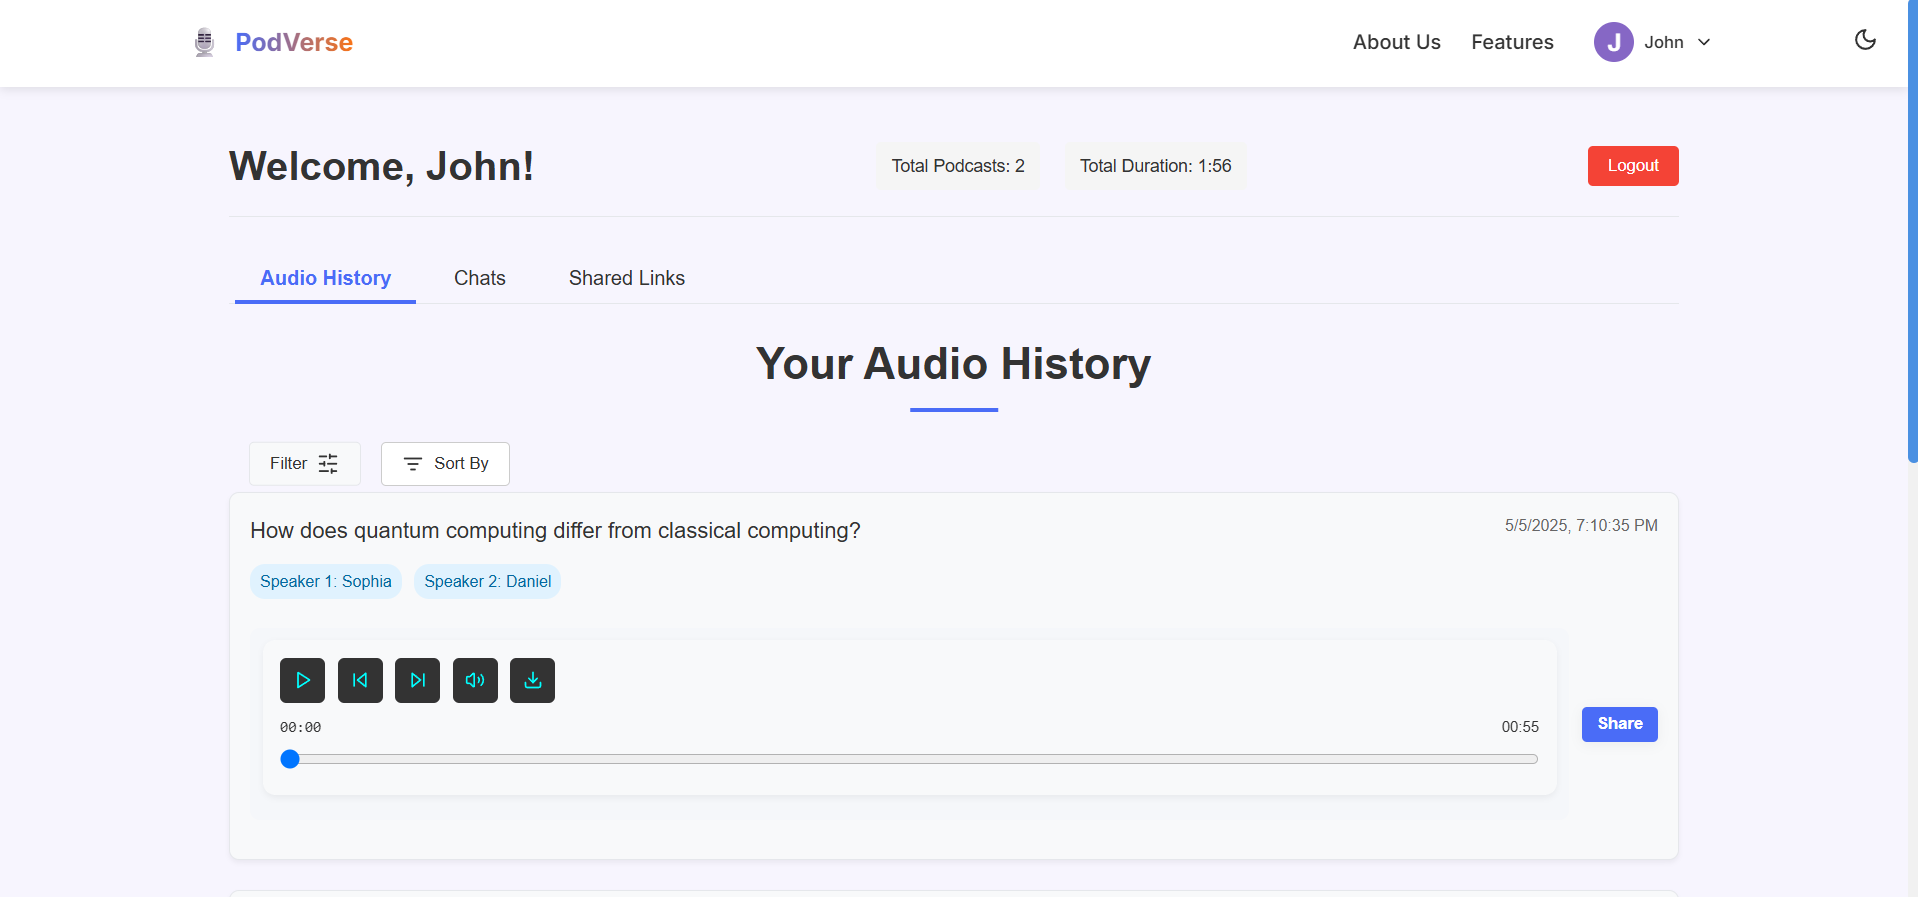 PodVerse
About Us Features J John
Welcome, John!
Total Podcasts: 2 Total Duration: 1:56
Logout
Audio History Chats Shared Links
Your Audio History
Filter Sort By
How does quantum computing differ from classical computing?
5/5/2025, 7:10:35 PM
Speaker 1: Sophia Speaker 2: Daniel
00:00 00:55
Share